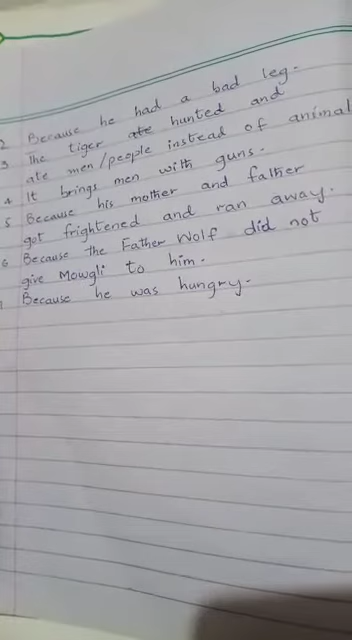 2 Because he had a bad leg.
3 The tiger ate hunted and
ate men/people instead of animal
4 It brings men with guns.
5 Because his mother and father
got frightened and ran away.
6 Because the Father Wolf did not
give Mowgli to him.
Because he was hungry.